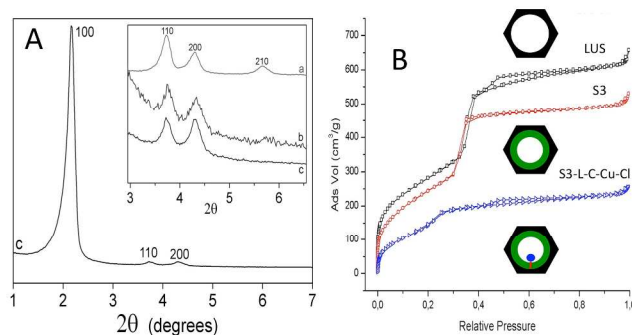 A
100
110
200
210
a
b
c
3
4
5
6
2θ
c
110
200
1
2
3
4
5
6
7
2θ (degrees)
B
LUS
S3
S3-L-C-Cu-Cl
Ads Vol (cm³/g)
700
600
500
400
300
200
100
0
0,0
0,2
0,4
0,6
0,8
1,0
Relative Pressure